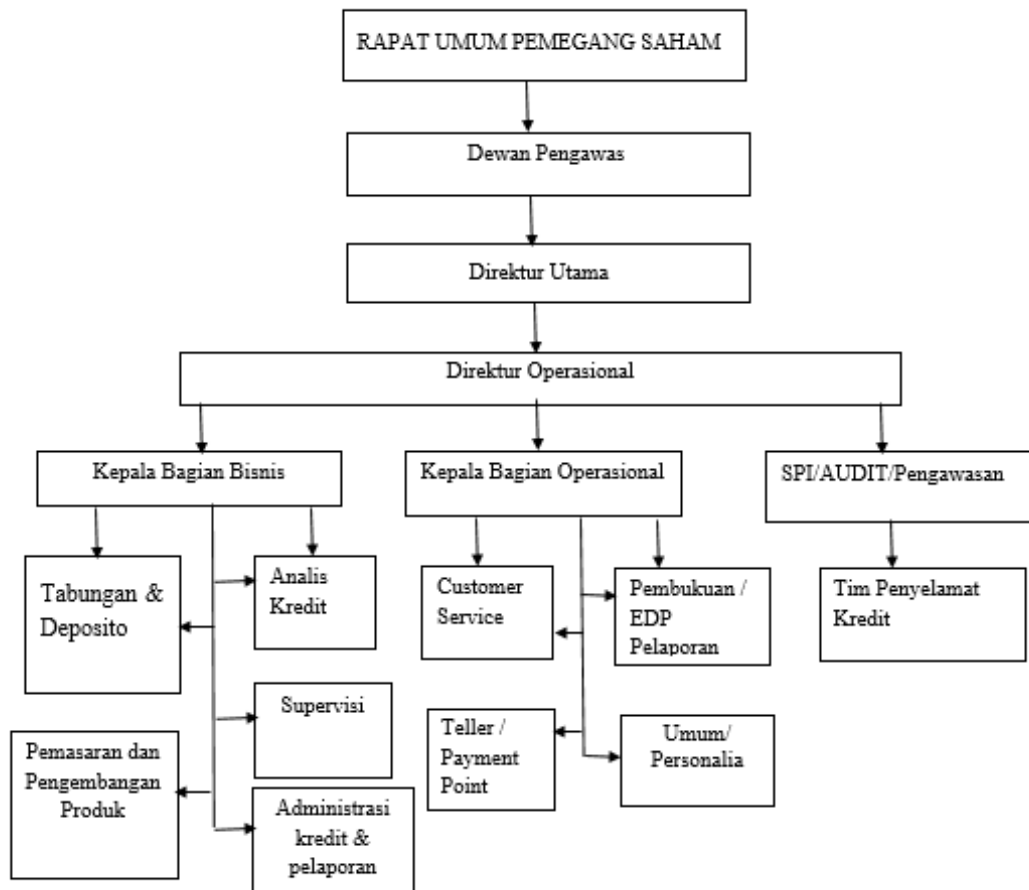 RAPAT UMUM PEMEGANG SAHAM
Dewan Pengawas
Direktur Utama
Direktur Operasional
Kepala Bagian Bisnis
Kepala Bagian Operasional
SPI/AUDIT/Pengawasan
Tabungan &
Deposito
Analis
Kredit
Customer
Service
Pembukuan /
EDP
Pelaporan
Tim Penyelamat
Kredit
Supervisi
Pemasaran dan
Pengembangan
Produk
Teller /
Payment
Point
Umum/
Personalia
Administrasi
kredit &
pelaporan